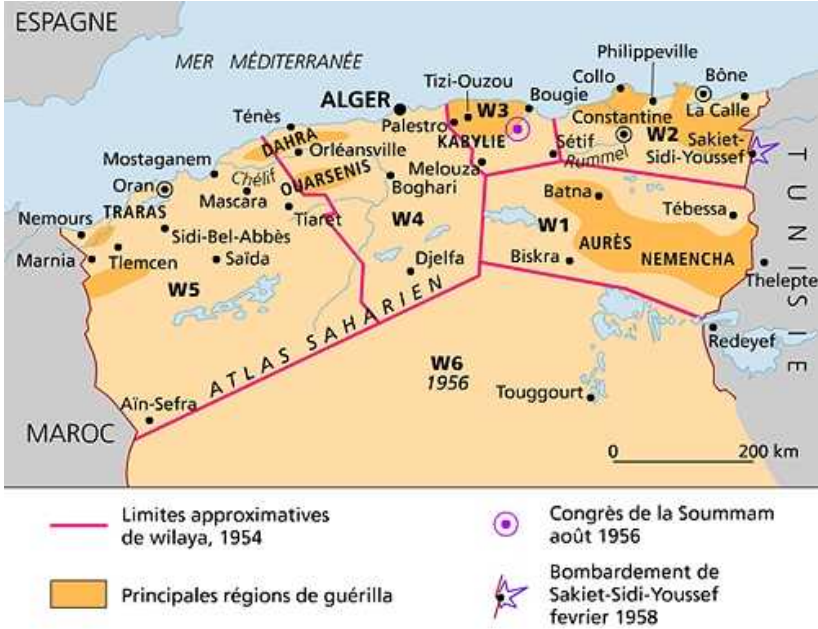 ESPAGNE
MER MÉDITERRANÉE
Philippeville
Tizi-Ouzou
Collo
Bône
ALGER
W3
Bougie
Constantine
La Calle
Ténès
Palestro
KABYLIE
Sétif
W2
Sakiet-
Sidi-Youssef
DAHRA
Orléansville
Rummel
Mostaganem
Melouza
Chélif
OUARSENIS
Boghari
Batna
Oran
Mascara
TRARAS
Tiaret
W4
W1
Tébessa
Nemours
Sidi-Bel-Abbès
AURÈS
Marnia
Tlemcen
Saïda
Djelfa
Biskra
NEMENCHA
Thelepte
W5
TUNISIE
ATLAS SAHARIEN
Redeyef
W6
1956
Touggourt
Aïn-Sefra
MAROC
0
200 km
Limites approximatives
de wilaya, 1954
Congrès de la Soummam
août 1956
Principales régions de guérilla
Bombardement de
Sakiet-Sidi-Youssef
fevrier 1958